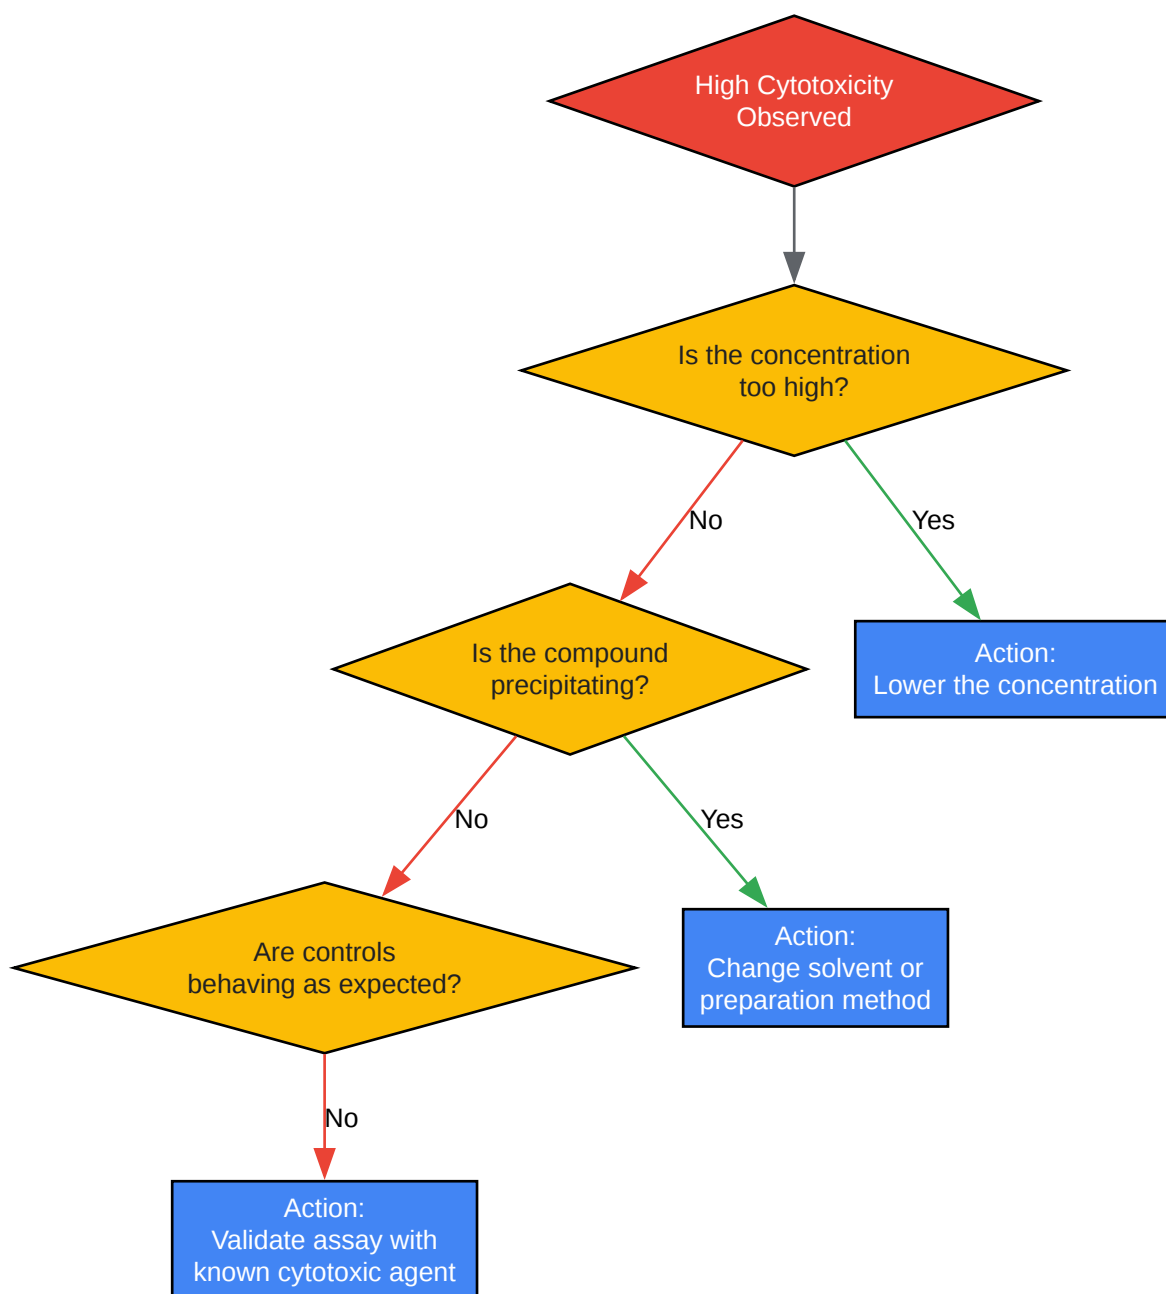 High Cytotoxicity
Observed
Is the concentration
too high?
No
Yes
Is the compound
precipitating?
Action:
Lower the concentration
No
Yes
Are controls
behaving as expected?
Action:
Change solvent or
preparation method
No
Action:
Validate assay with
known cytotoxic agent